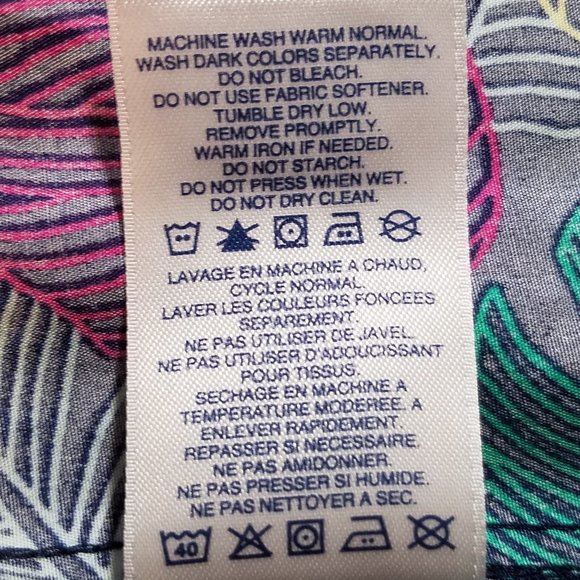 MACHINE WASH WARM NORMAL.
WASH DARK COLORS SEPARATELY.
DO NOT BLEACH.
DO NOT USE FABRIC SOFTENER.
TUMBLE DRY LOW.
REMOVE PROMPTLY.
WARM IRON IF NEEDED.
DO NOT STARCH.
DO NOT PRESS WHEN WET.
DO NOT DRY CLEAN.
LAVAGE EN MACHINE A CHAUD,
CYCLE NORMAL.
LAVER LES COULEURS FONCEES
SEPAREMENT.
NE PAS UTILISER DE JAVEL.
NE PAS UTILISER D'ADOUCISSANT
POUR TISSUS.
SECHAGE EN MACHINE A
TEMPERATURE MODEREE. A
ENLEVER RAPIDEMENT.
REPASSER SI NECESSAIRE.
NE PAS AMIDONNER.
NE PAS PRESSER SI HUMIDE.
NE PAS NETTOYER A SEC.
40